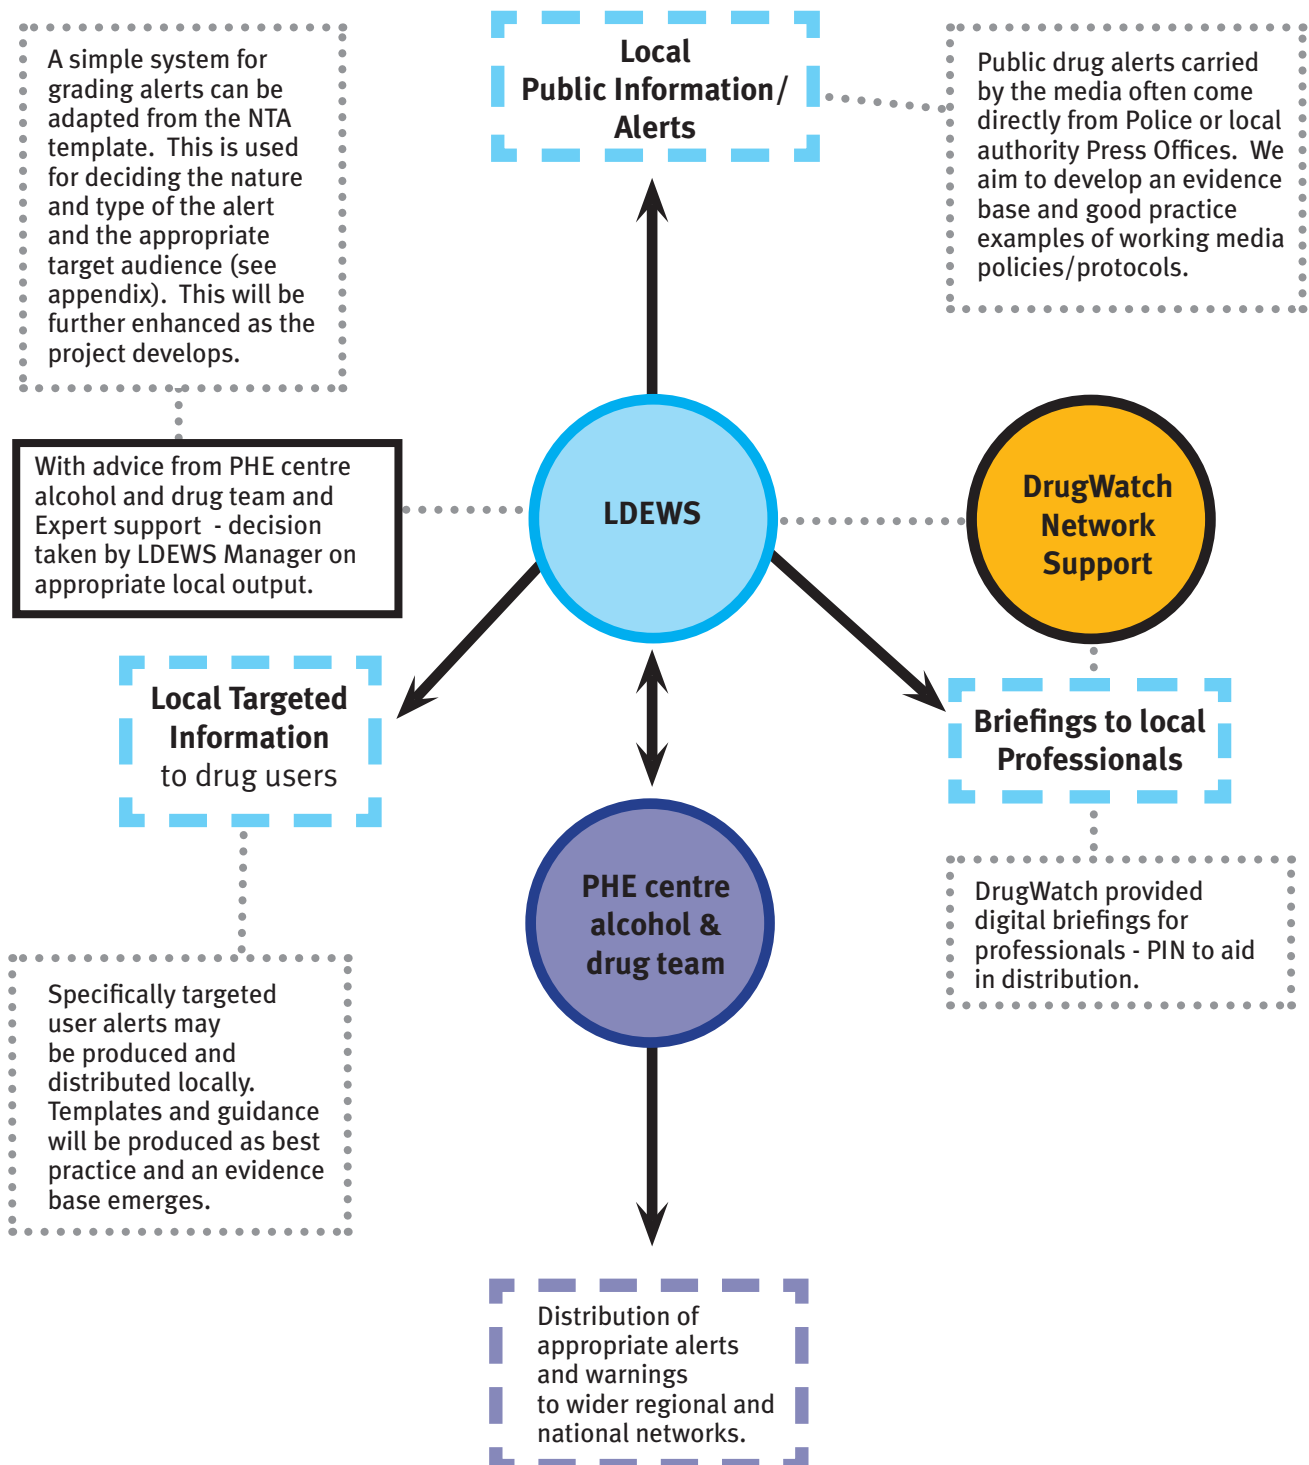 A simple system for
grading alerts can be
adapted from the NTA
template.  This is used
for deciding the nature
and type of the alert
and the appropriate
target audience (see
appendix).  This will be
further enhanced as the
project develops.
Local
Public Information/
Alerts
Public drug alerts carried
by the media often come
directly from Police or local
authority Press Offices.  We
aim to develop an evidence
base and good practice
examples of working media
policies/protocols.
With advice from PHE centre
alcohol and drug team and
Expert support  - decision
taken by LDEWS Manager on
appropriate local output.
LDEWS
DrugWatch
Network
Support
Local Targeted
Information
to drug users
Briefings to local
Professionals
PHE centre
alcohol &
drug team
DrugWatch provided
digital briefings for
professionals - PIN to aid
in distribution.
Specifically targeted
user alerts may
be produced and
distributed locally.
Templates and guidance
will be produced as best
practice and an evidence
base emerges.
Distribution of
appropriate alerts
and warnings
to wider regional and
national networks.